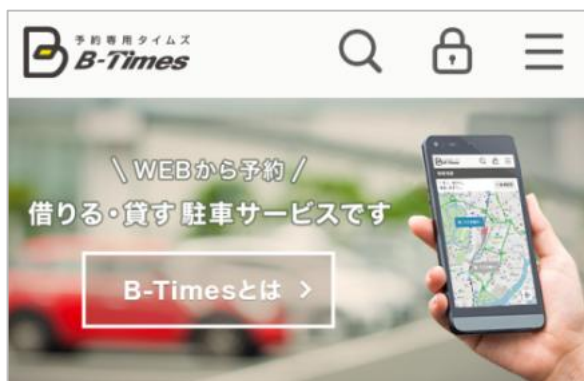 予約専用タイムズ
B-Times
\ WEBから予約 /
借りる・貸す 駐車サービスです
B-Timesとは >
B-Times